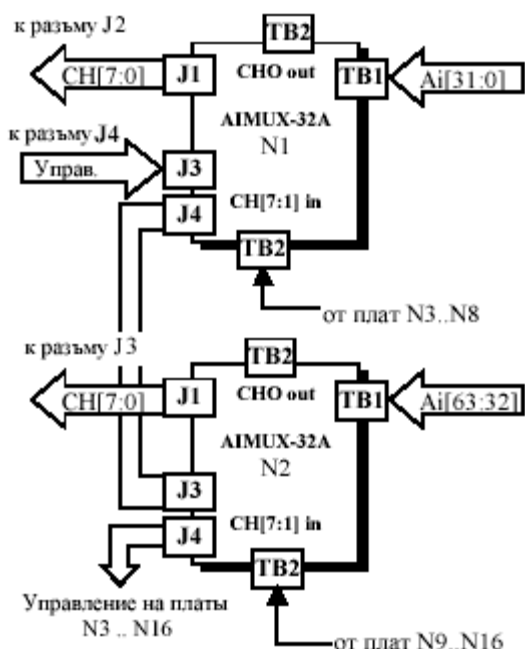 к разъму J2
TB2
CH[7:0]
J1
CHO out
TB1
Ai[31:0]
AIMUX-32A
N1
к разъму J4
Управ.
J3
J4
CH[7:1] in
TB2
от плат N3..N8
к разъму J3
TB2
CH[7:0]
J1
CHO out
TB1
Ai[63:32]
AIMUX-32A
N2
J3
J4
CH[7:1] in
TB2
Управление на платы
N3 .. N16
от плат N9..N16